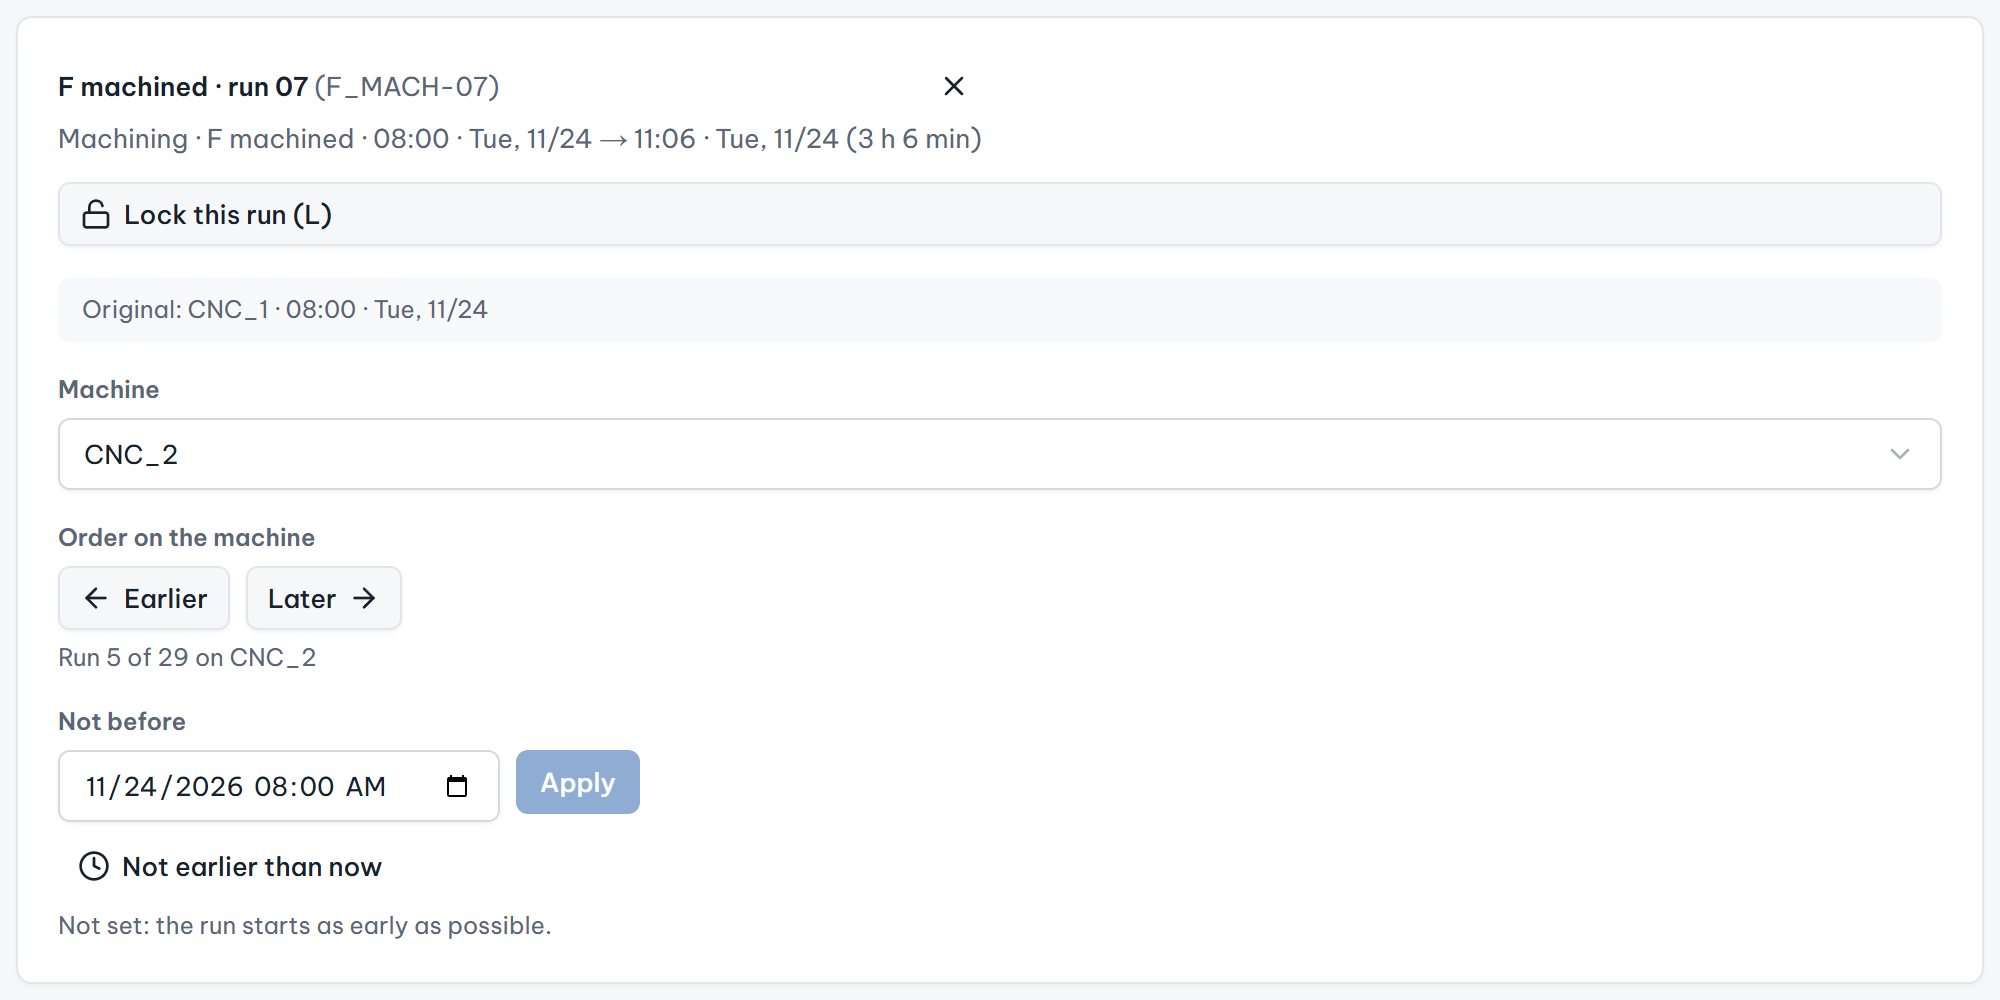 F machined · run 07 (F_MACH-07)
Machining · F machined · 08:00 · Tue, 11/24 → 11:06 · Tue, 11/24 (3 h 6 min)
Lock this run (L)
Original: CNC_1 · 08:00 · Tue, 11/24
Machine
CNC_2
Order on the machine
← Earlier
Later →
Run 5 of 29 on CNC_2
Not before
11/24/2026 08:00 AM
Apply
Not earlier than now
Not set: the run starts as early as possible.